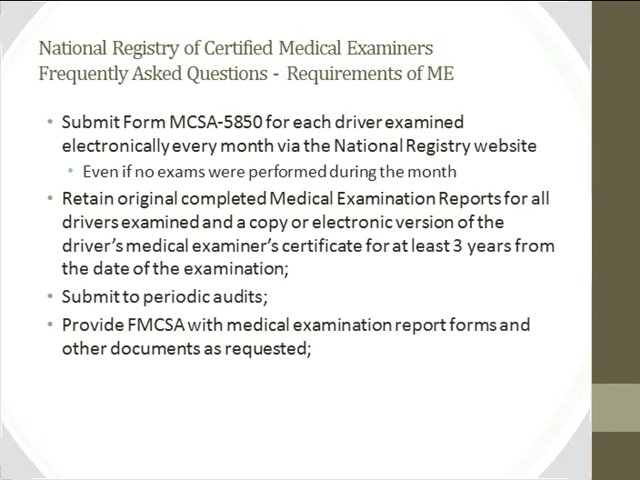 National Registry of Certified Medical Examiners
Frequently Asked Questions - Requirements of ME
• Submit Form MCSA-5850 for each driver examined
electronically every month via the National Registry website
• Even if no exams were performed during the month
• Retain original completed Medical Examination Reports for all
drivers examined and a copy or electronic version of the
driver's medical examiner's certificate for at least 3 years from
the date of the examination;
• Submit to periodic audits;
• Provide FMCSA with medical examination report forms and
other documents as requested;